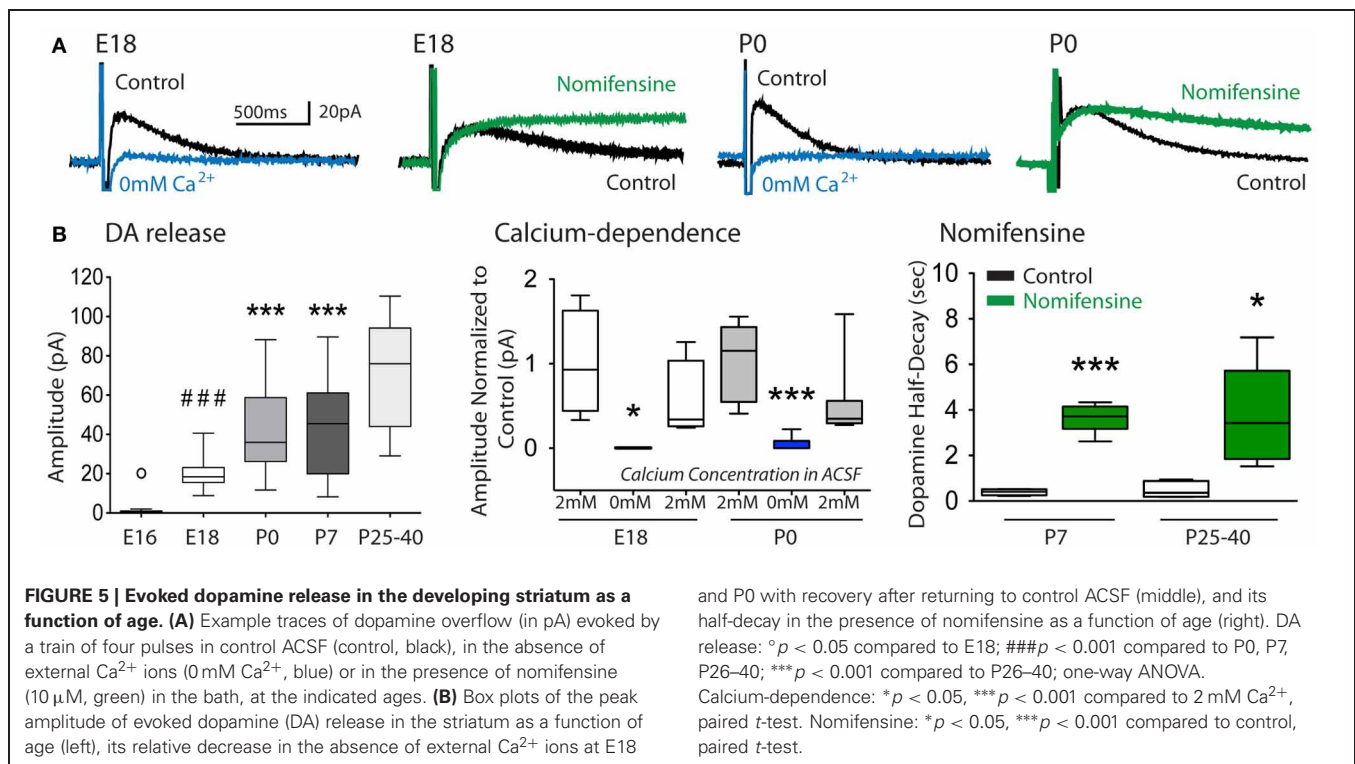 A
E18
E18
P0
P0
Control
500ms
20pA
0mM Ca²⁺
Nomifensine
Control
Control
0mM Ca²⁺
Nomifensine
Control
B
DA release
Calcium-dependence
Nomifensine
Amplitude (pA)
120
100
80
60
40
20
0
###
***
***
E16 E18 P0 P7 P25-40
Amplitude Normalized to
Control (pA)
2
1
0
*
***
Calcium Concentration in ACSF
2mM 0mM 2mM 2mM 0mM 2mM
E18 P0
Dopamine Half-Decay (sec)
10
8
6
4
2
0
Control
Nomifensine
***
*
P7 P25-40
FIGURE 5 | Evoked dopamine release in the developing striatum as a
function of age. (A) Example traces of dopamine overflow (in pA) evoked by
a train of four pulses in control ACSF (control, black), in the absence of
external Ca²⁺ ions (0 mM Ca²⁺, blue) or in the presence of nomifensine
(10 μM, green) in the bath, at the indicated ages. (B) Box plots of the peak
amplitude of evoked dopamine (DA) release in the striatum as a function of
age (left), its relative decrease in the absence of external Ca²⁺ ions at E18
and P0 with recovery after returning to control ACSF (middle), and its
half-decay in the presence of nomifensine as a function of age (right). DA
release: °p < 0.05 compared to E18; ###p < 0.001 compared to P0, P7,
P26–40; ***p < 0.001 compared to P26–40; one-way ANOVA.
Calcium-dependence: *p < 0.05, ***p < 0.001 compared to 2 mM Ca²⁺,
paired t-test. Nomifensine: *p < 0.05, ***p < 0.001 compared to control,
paired t-test.